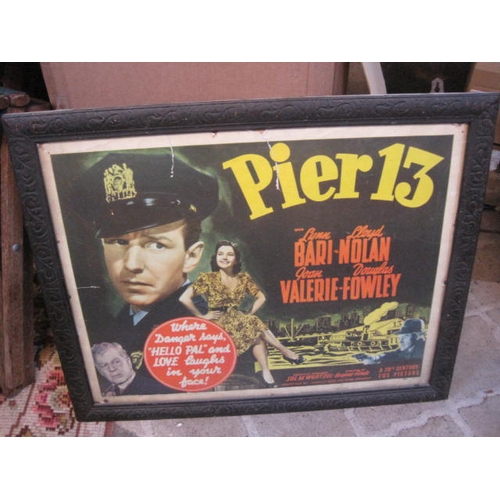 Pier 13
with
Lynn Lloyd
BARI-NOLAN
Joan Douglas
VALERIE-FOWLEY
Where
Danger says,
"HELLO PAL" and
LOVE laughs
in your
face!
A 20th CENTURY
FOX PICTURE